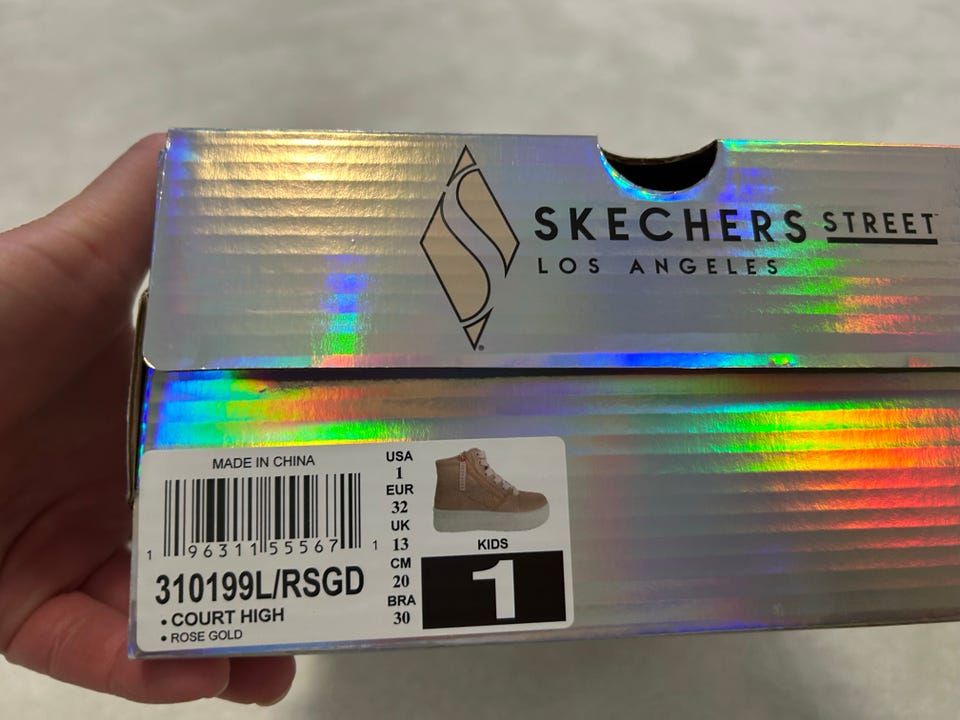 SKECHERS STREET™
LOS ANGELES
®
MADE IN CHINA
1 96311 55567 1
310199L/RSGD
• COURT HIGH
• ROSE GOLD
USA
1
EUR
32
UK
13
CM
20
BRA
30
KIDS
1